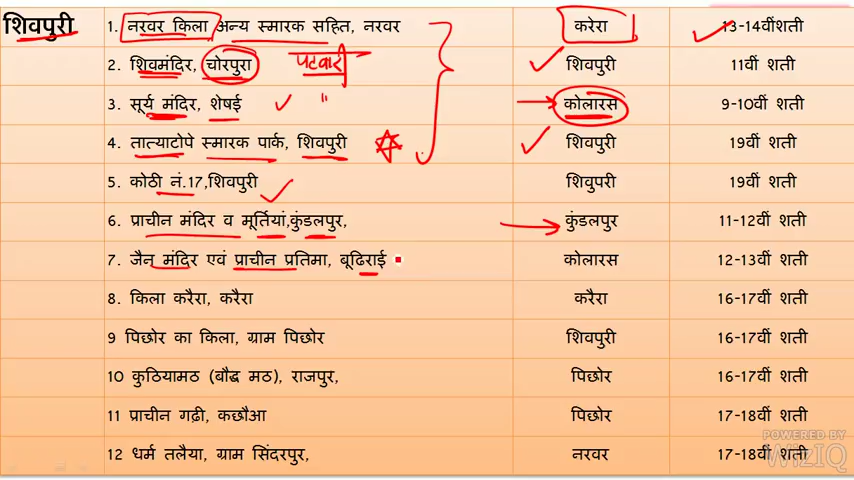 शिवपुरी 1. नरवर किला अन्य स्मारक सहित, नरवर करेरा 13-14वींशती
2. शिवमंदिर, चोरपुरा पटवारी शिवपुरी 11वीं शती
3. सूर्य मंदिर, शेषई " कोलारस 9-10वीं शती
4. तात्याटोपे स्मारक पार्क, शिवपुरी शिवपुरी 19वीं शती
5. कोठी नं.17,शिवपुरी शिवुपरी 19वीं शती
6. प्राचीन मंदिर व मूर्तियां,कुंडलपुर, कुंडलपुर 11-12वीं शती
7. जैन मंदिर एवं प्राचीन प्रतिमा, बूढिराई कोलारस 12-13वीं शती
8. किला करैरा, करैरा करैरा 16-17वीं शती
9 पिछोर का किला, ग्राम पिछोर शिवपुरी 16-17वीं शती
10 कुठियामठ (बौद्ध मठ), राजपुर, पिछोर 16-17वीं शती
11 प्राचीन गढ़ी, कछौआ पिछोर 17-18वीं शती
12 धर्म तलैया, ग्राम सिंदरपुर, नरवर 17-18वीं शती
POWERED BY
WizIQ